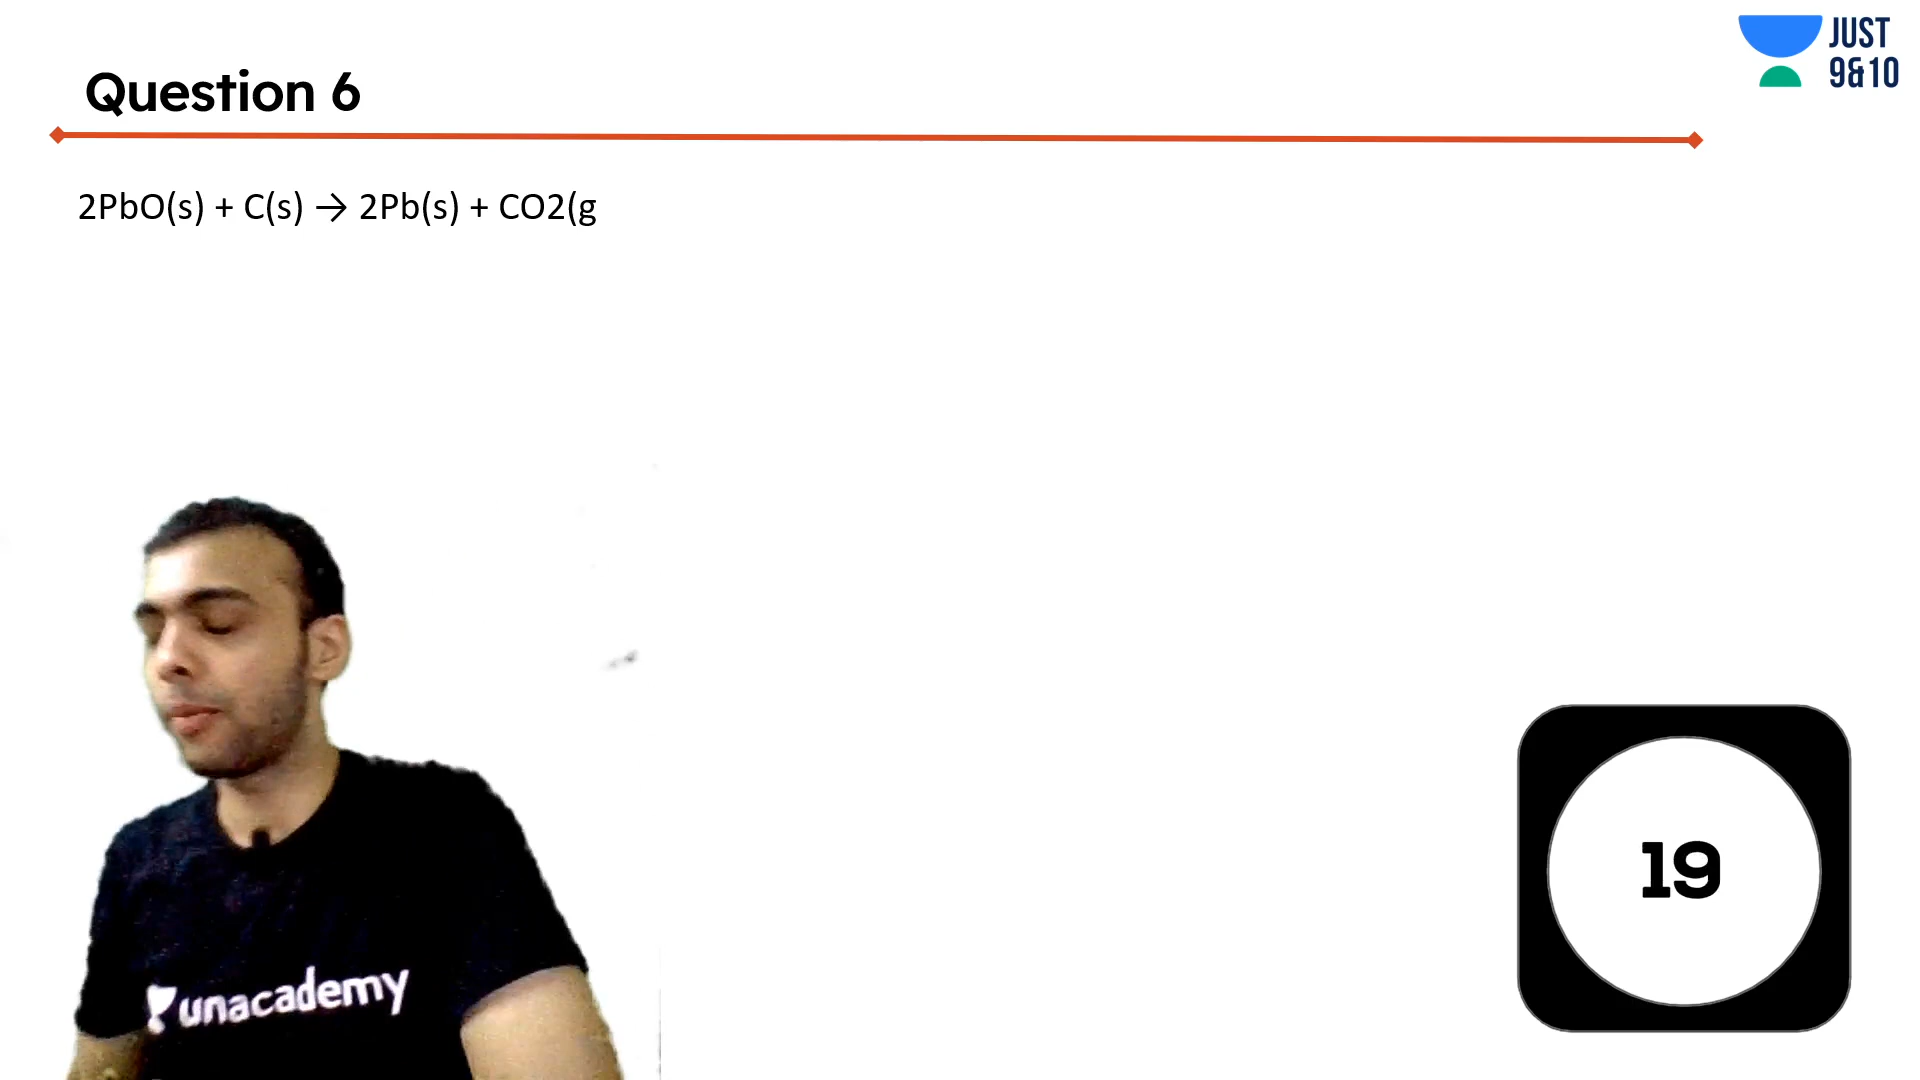 JUST
9&10
Question 6
2PbO(s) + C(s) → 2Pb(s) + CO2(g
unacademy
19